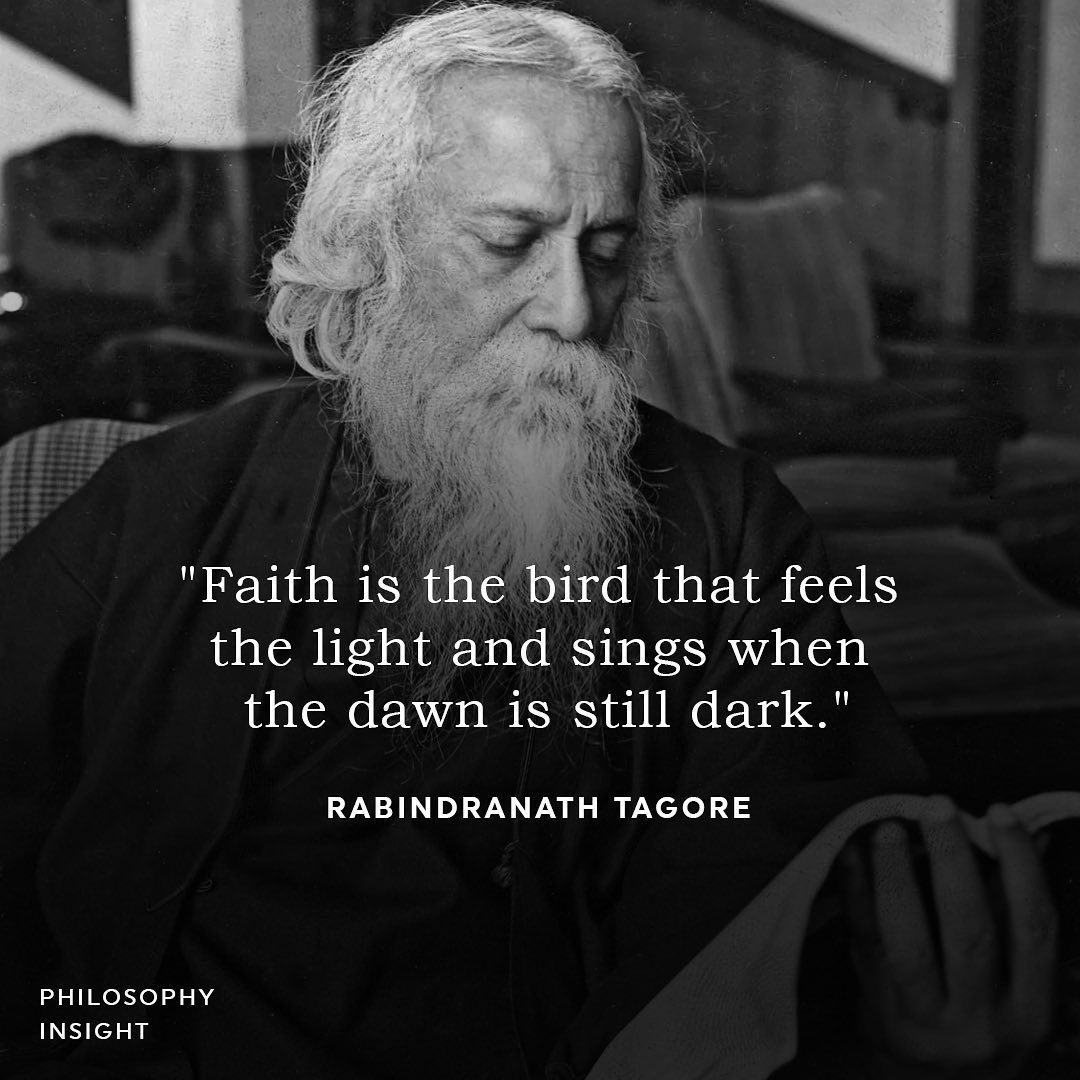 "Faith is the bird that feels
the light and sings when
the dawn is still dark."
RABINDRANATH TAGORE
PHILOSOPHY
INSIGHT